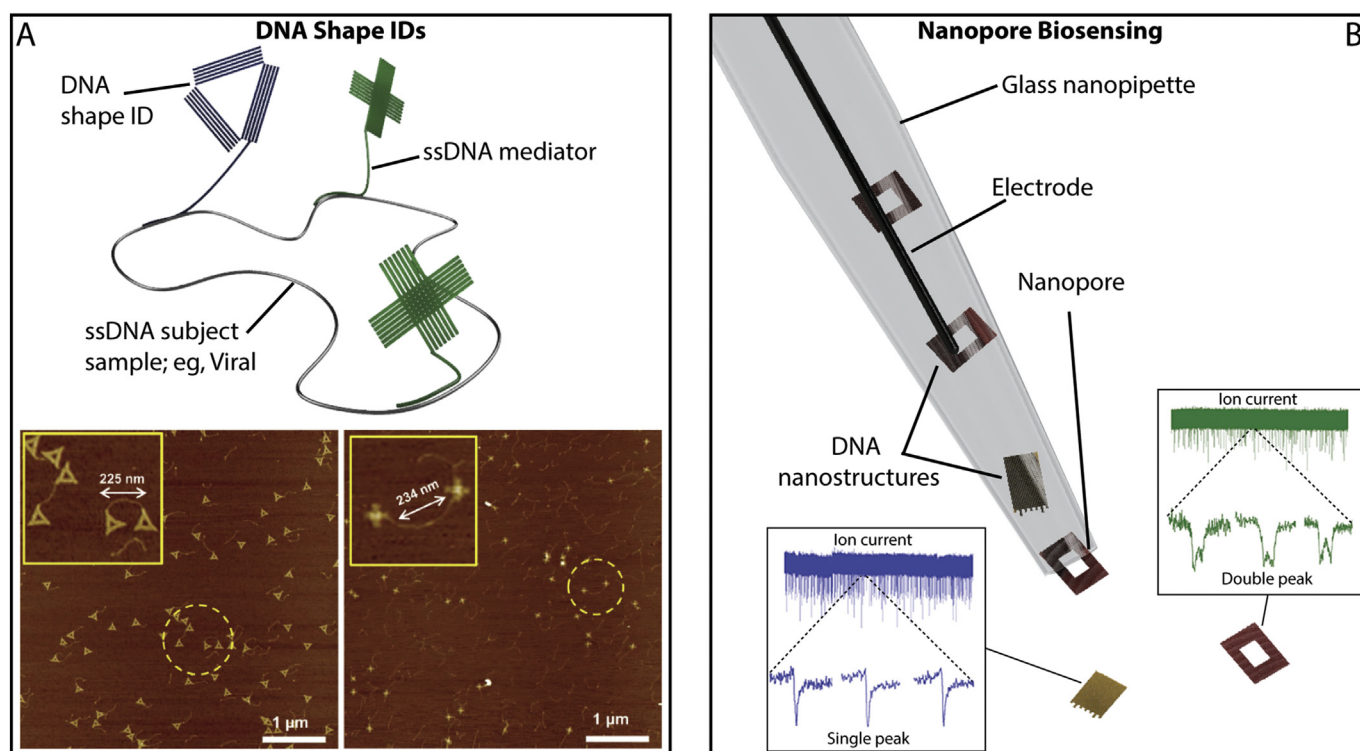 A
DNA Shape IDs
DNA
shape ID
ssDNA mediator
ssDNA subject
sample; eg, Viral
225 nm
1 µm
234 nm
1 µm
Nanopore Biosensing
B
Glass nanopipette
Electrode
Nanopore
DNA
nanostructures
Ion current
Double peak
Ion current
Single peak